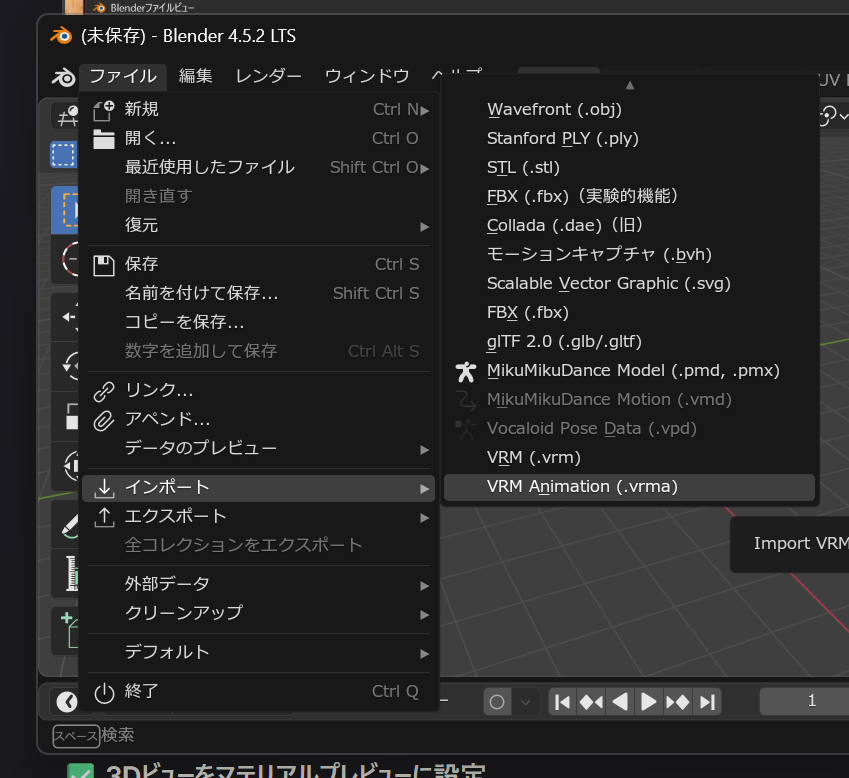 Blenderファイルビュー
(未保存) - Blender 4.5.2 LTS
ファイル 編集 レンダー ウィンドウ ヘルプ
UV
新規 Ctrl N
開く... Ctrl O
最近使用したファイル Shift Ctrl O
開き直す
復元
保存 Ctrl S
名前を付けて保存... Shift Ctrl S
コピーを保存...
数字を追加して保存 Ctrl Alt S
リンク...
アペンド...
データのプレビュー
インポート
エクスポート
全コレクションをエクスポート
外部データ
クリーンアップ
デフォルト
終了 Ctrl Q
Wavefront (.obj)
Stanford PLY (.ply)
STL (.stl)
FBX (.fbx)（実験的機能）
Collada (.dae)（旧）
モーションキャプチャ (.bvh)
Scalable Vector Graphic (.svg)
FBX (.fbx)
glTF 2.0 (.glb/.gltf)
MikuMikuDance Model (.pmd, .pmx)
MikuMikuDance Motion (.vmd)
Vocaloid Pose Data (.vpd)
VRM (.vrm)
VRM Animation (.vrma)
Import VRM
1
スペース 検索
3Dビューをマテリアルプレビューに設定